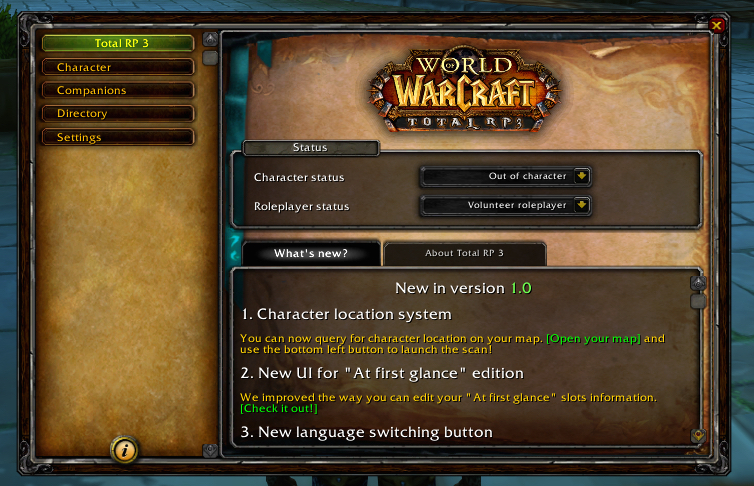 Total RP 3
Character
Companions
Directory
Settings
WORLD
OF
WARCRAFT
TOTAL RP3
Status
Character status
Out of character
Roleplayer status
Volunteer roleplayer
What's new?
About Total RP 3
New in version 1.0
1. Character location system
You can now query for character location on your map. [Open your map] and
use the bottom left button to launch the scan!
2. New UI for "At first glance" edition
We improved the way you can edit your "At first glance" slots information.
[Check it out!]
3. New language switching button
i